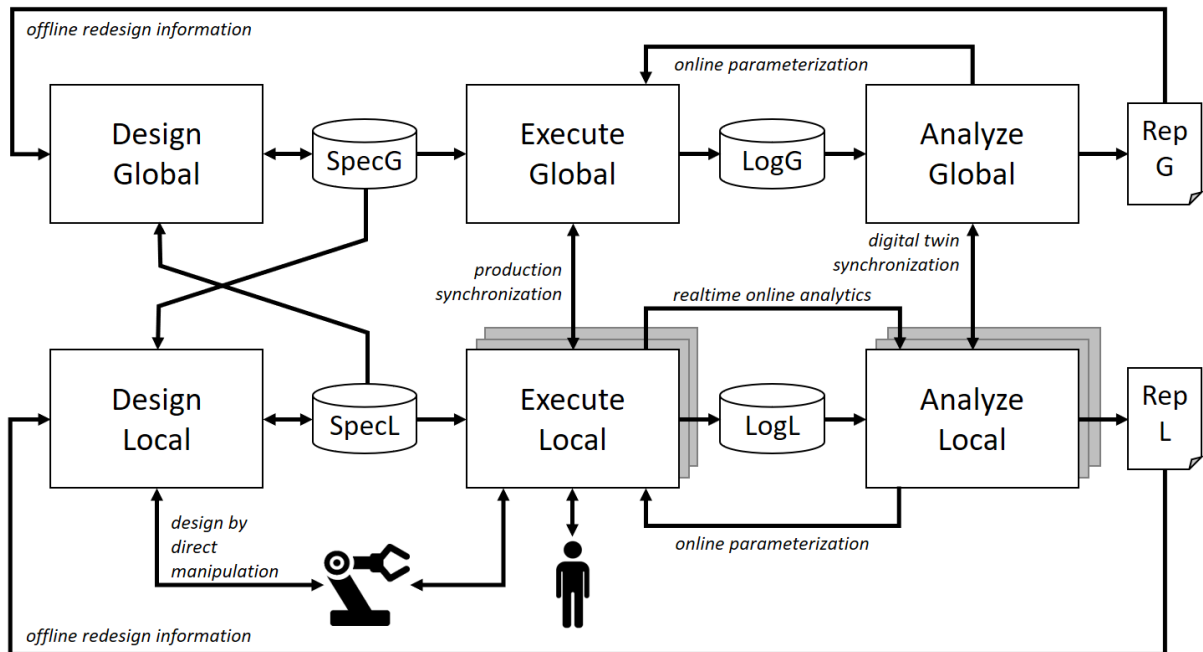 offline redesign information
online parameterization
Design
Global
SpecG
Execute
Global
LogG
Analyze
Global
Rep
G
production
synchronization
digital twin
synchronization
realtime online analytics
Design
Local
SpecL
Execute
Local
LogL
Analyze
Local
Rep
L
design by
direct
manipulation
online parameterization
offline redesign information